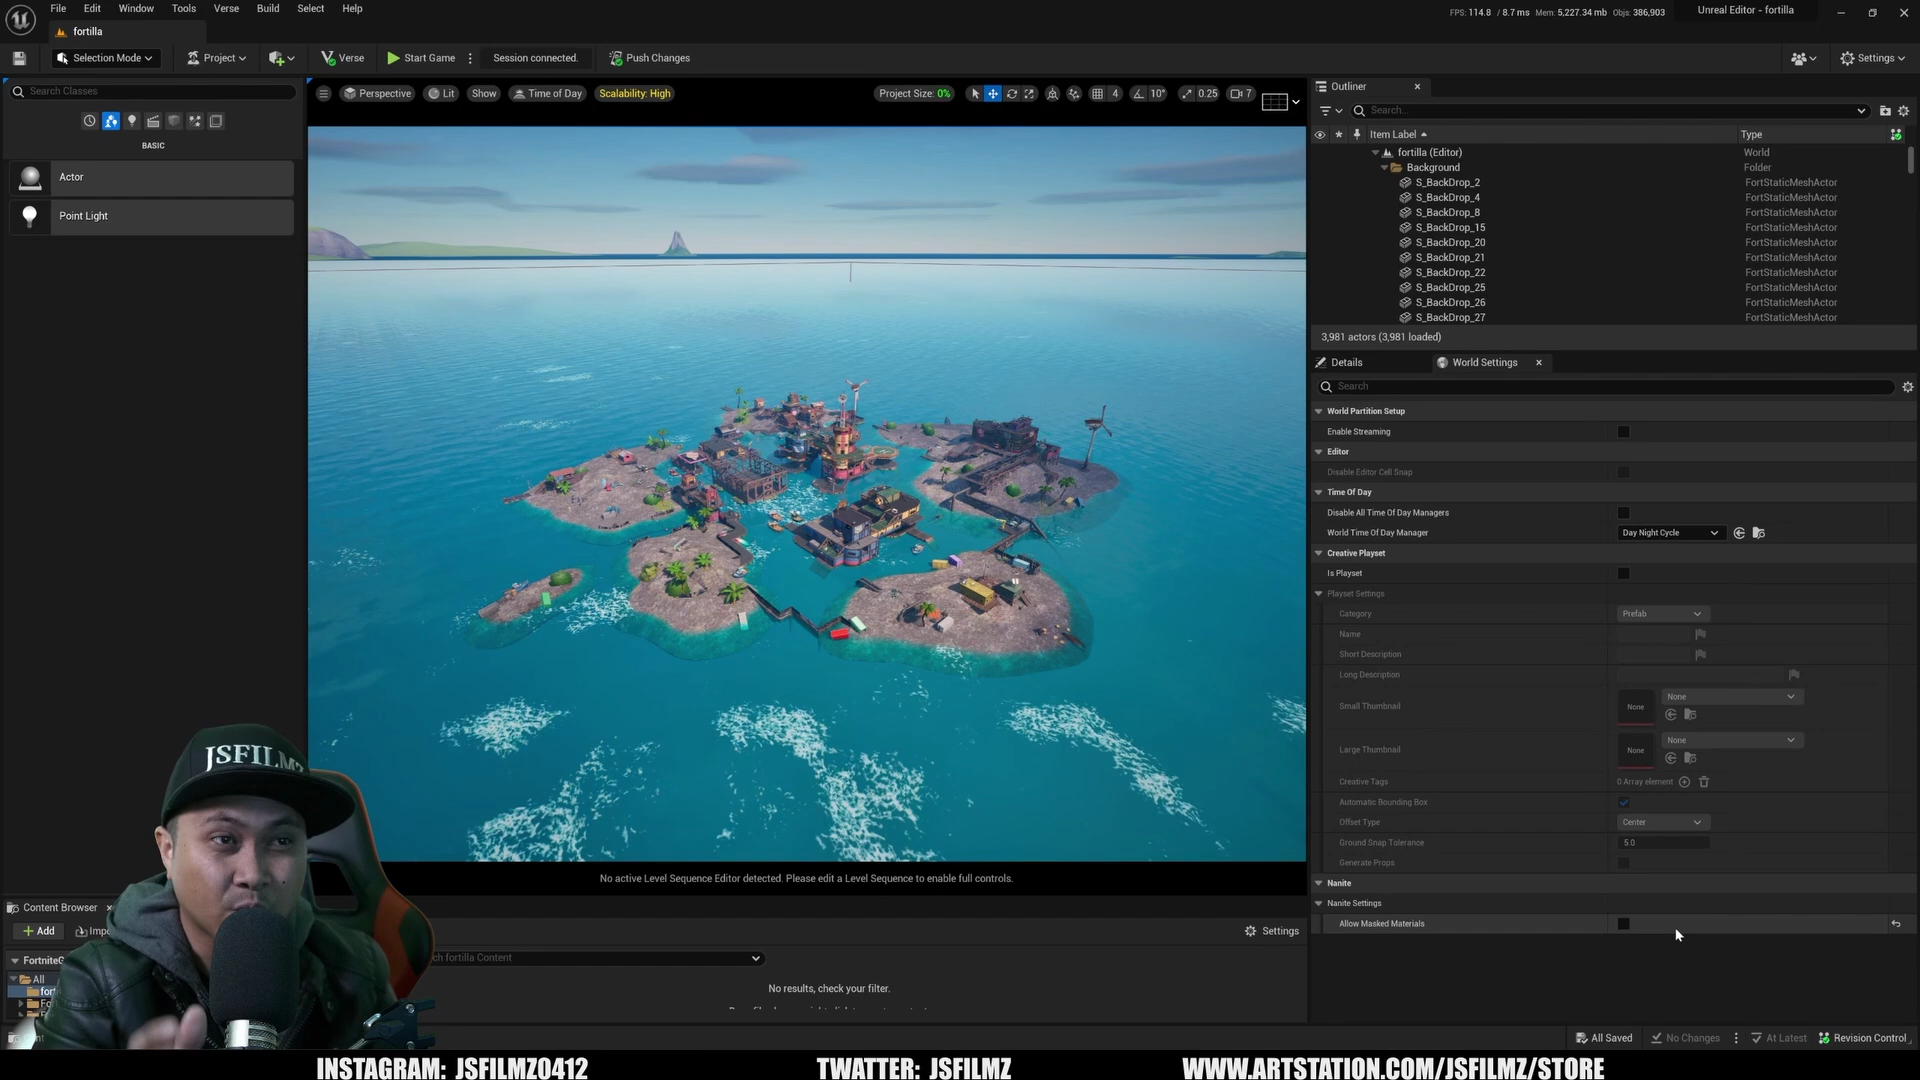 File Edit Window Tools Verse Build Select Help
FPS: 114.8 / 8.7 ms Mem: 5,227.34 mb Objs: 386,903
Unreal Editor - fortilla
fortilla
Selection Mode
Project
Verse
Start Game
Session connected.
Push Changes
Settings
Search Classes
BASIC
Actor
Point Light
Perspective
Lit
Show
Time of Day
Scalability: High
Project Size: 0%
4
10°
0.25
7
Outliner
Search...
Item Label
Type
fortilla (Editor) World
Background Folder
S_BackDrop_2 FortStaticMeshActor
S_BackDrop_4 FortStaticMeshActor
S_BackDrop_8 FortStaticMeshActor
S_BackDrop_15 FortStaticMeshActor
S_BackDrop_20 FortStaticMeshActor
S_BackDrop_21 FortStaticMeshActor
S_BackDrop_22 FortStaticMeshActor
S_BackDrop_25 FortStaticMeshActor
S_BackDrop_26 FortStaticMeshActor
S_BackDrop_27 FortStaticMeshActor
3,981 actors (3,981 loaded)
Details
World Settings
Search
World Partition Setup
Enable Streaming
Editor
Disable Editor Cell Snap
Time Of Day
Disable All Time Of Day Managers
World Time Of Day Manager Day Night Cycle
Creative Playset
Is Playset
Playset Settings
Category Prefab
Name
Short Description
Long Description
Small Thumbnail None None
Large Thumbnail None None
Creative Tags 0 Array element
Automatic Bounding Box
Offset Type Center
Ground Snap Tolerance 5.0
Generate Props
Nanite
Nanite Settings
Allow Masked Materials
No active Level Sequence Editor detected. Please edit a Level Sequence to enable full controls.
JSFILMZ
Content Browser
Add
Impo
Settings
FortniteG
All
fort
Fo
ch fortilla Content
No results, check your filter.
All Saved
No Changes
At Latest
Revision Control
INSTAGRAM: JSFILMZ0412
TWATTER: JSFILMZ
WWW.ARTSTATION.COM/JSFILMZ/STORE